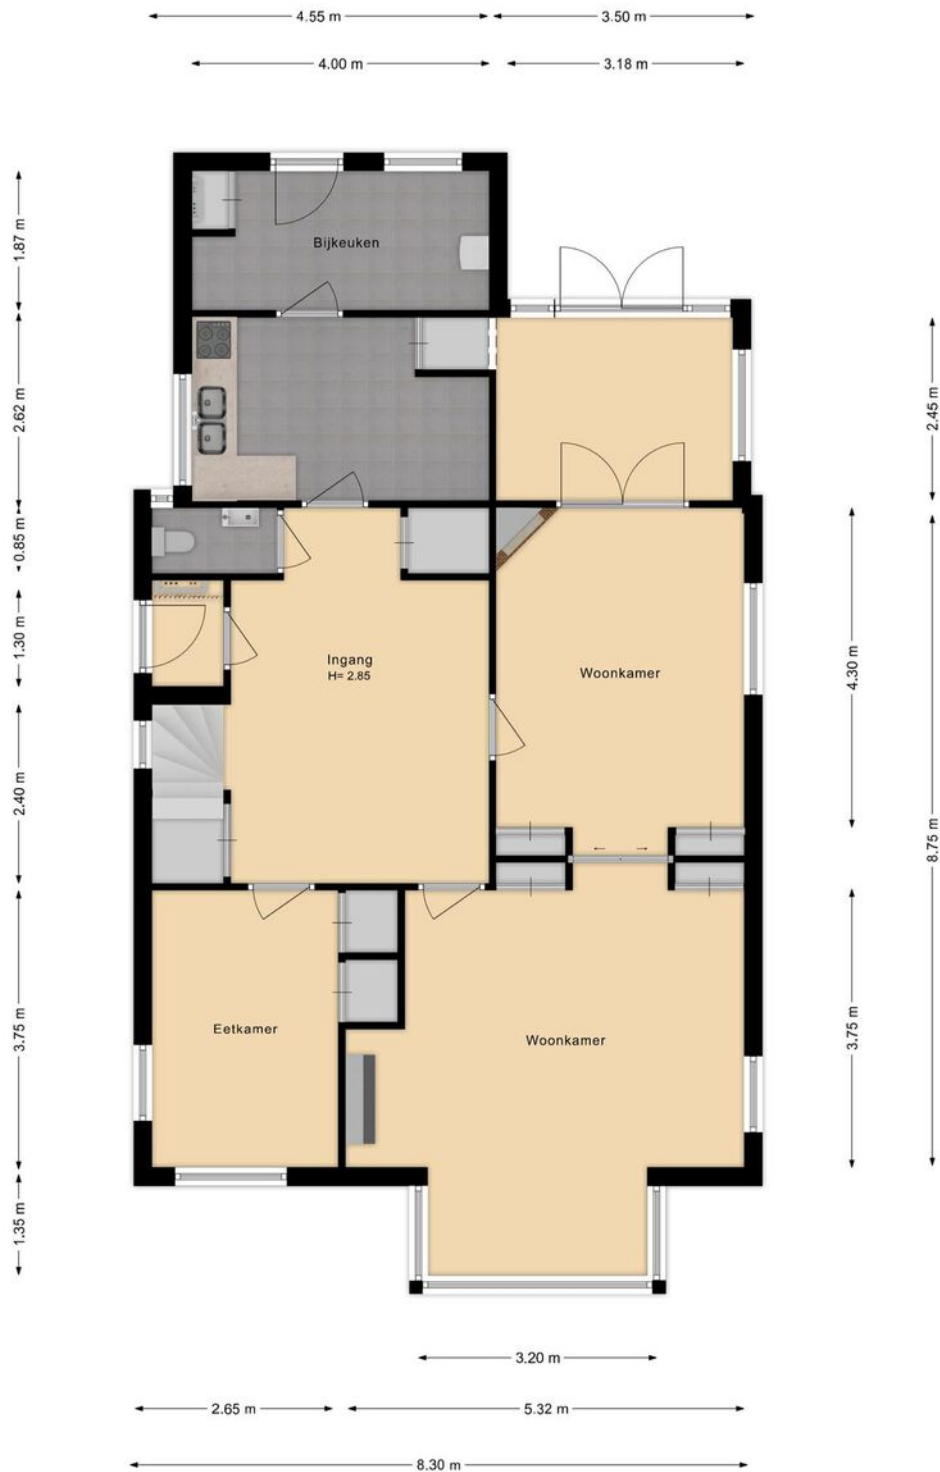 4.55 m
3.50 m
4.00 m
3.18 m
1.87 m
Bijkeuken
2.62 m
2.45 m
0.85 m
1.30 m
Ingang
H= 2.85
Woonkamer
4.30 m
2.40 m
8.75 m
3.75 m
Eetkamer
Woonkamer
3.75 m
1.35 m
3.20 m
2.65 m
5.32 m
8.30 m